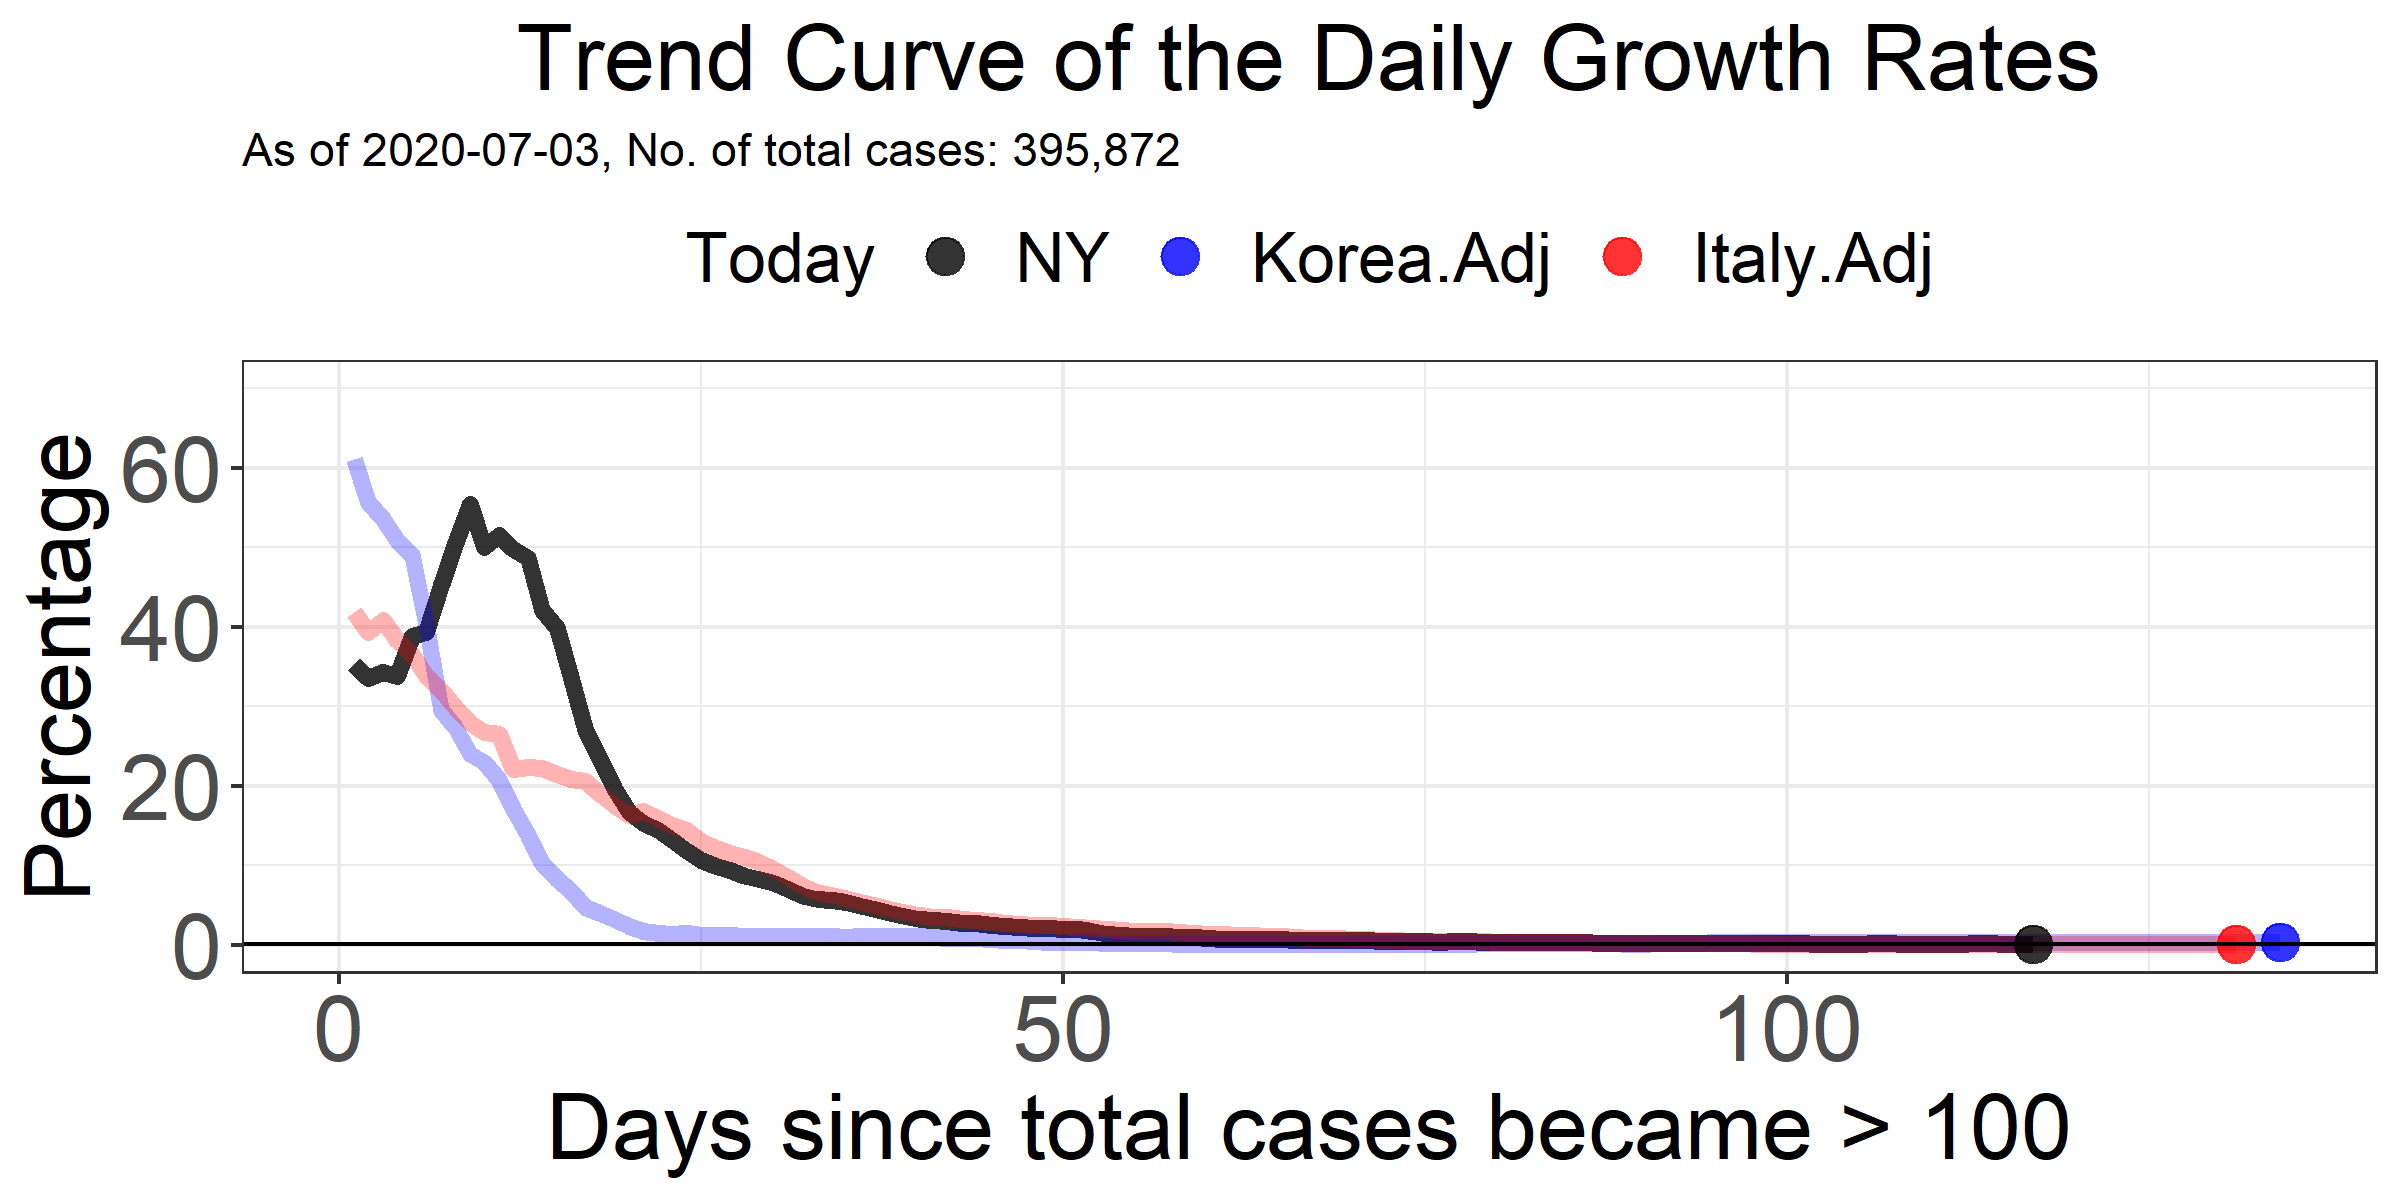 Trend Curve of the Daily Growth Rates
As of 2020-07-03, No. of total cases: 395,872
Today NY Korea.Adj Italy.Adj
Percentage
60
40
20
0
0 50 100
Days since total cases became > 100